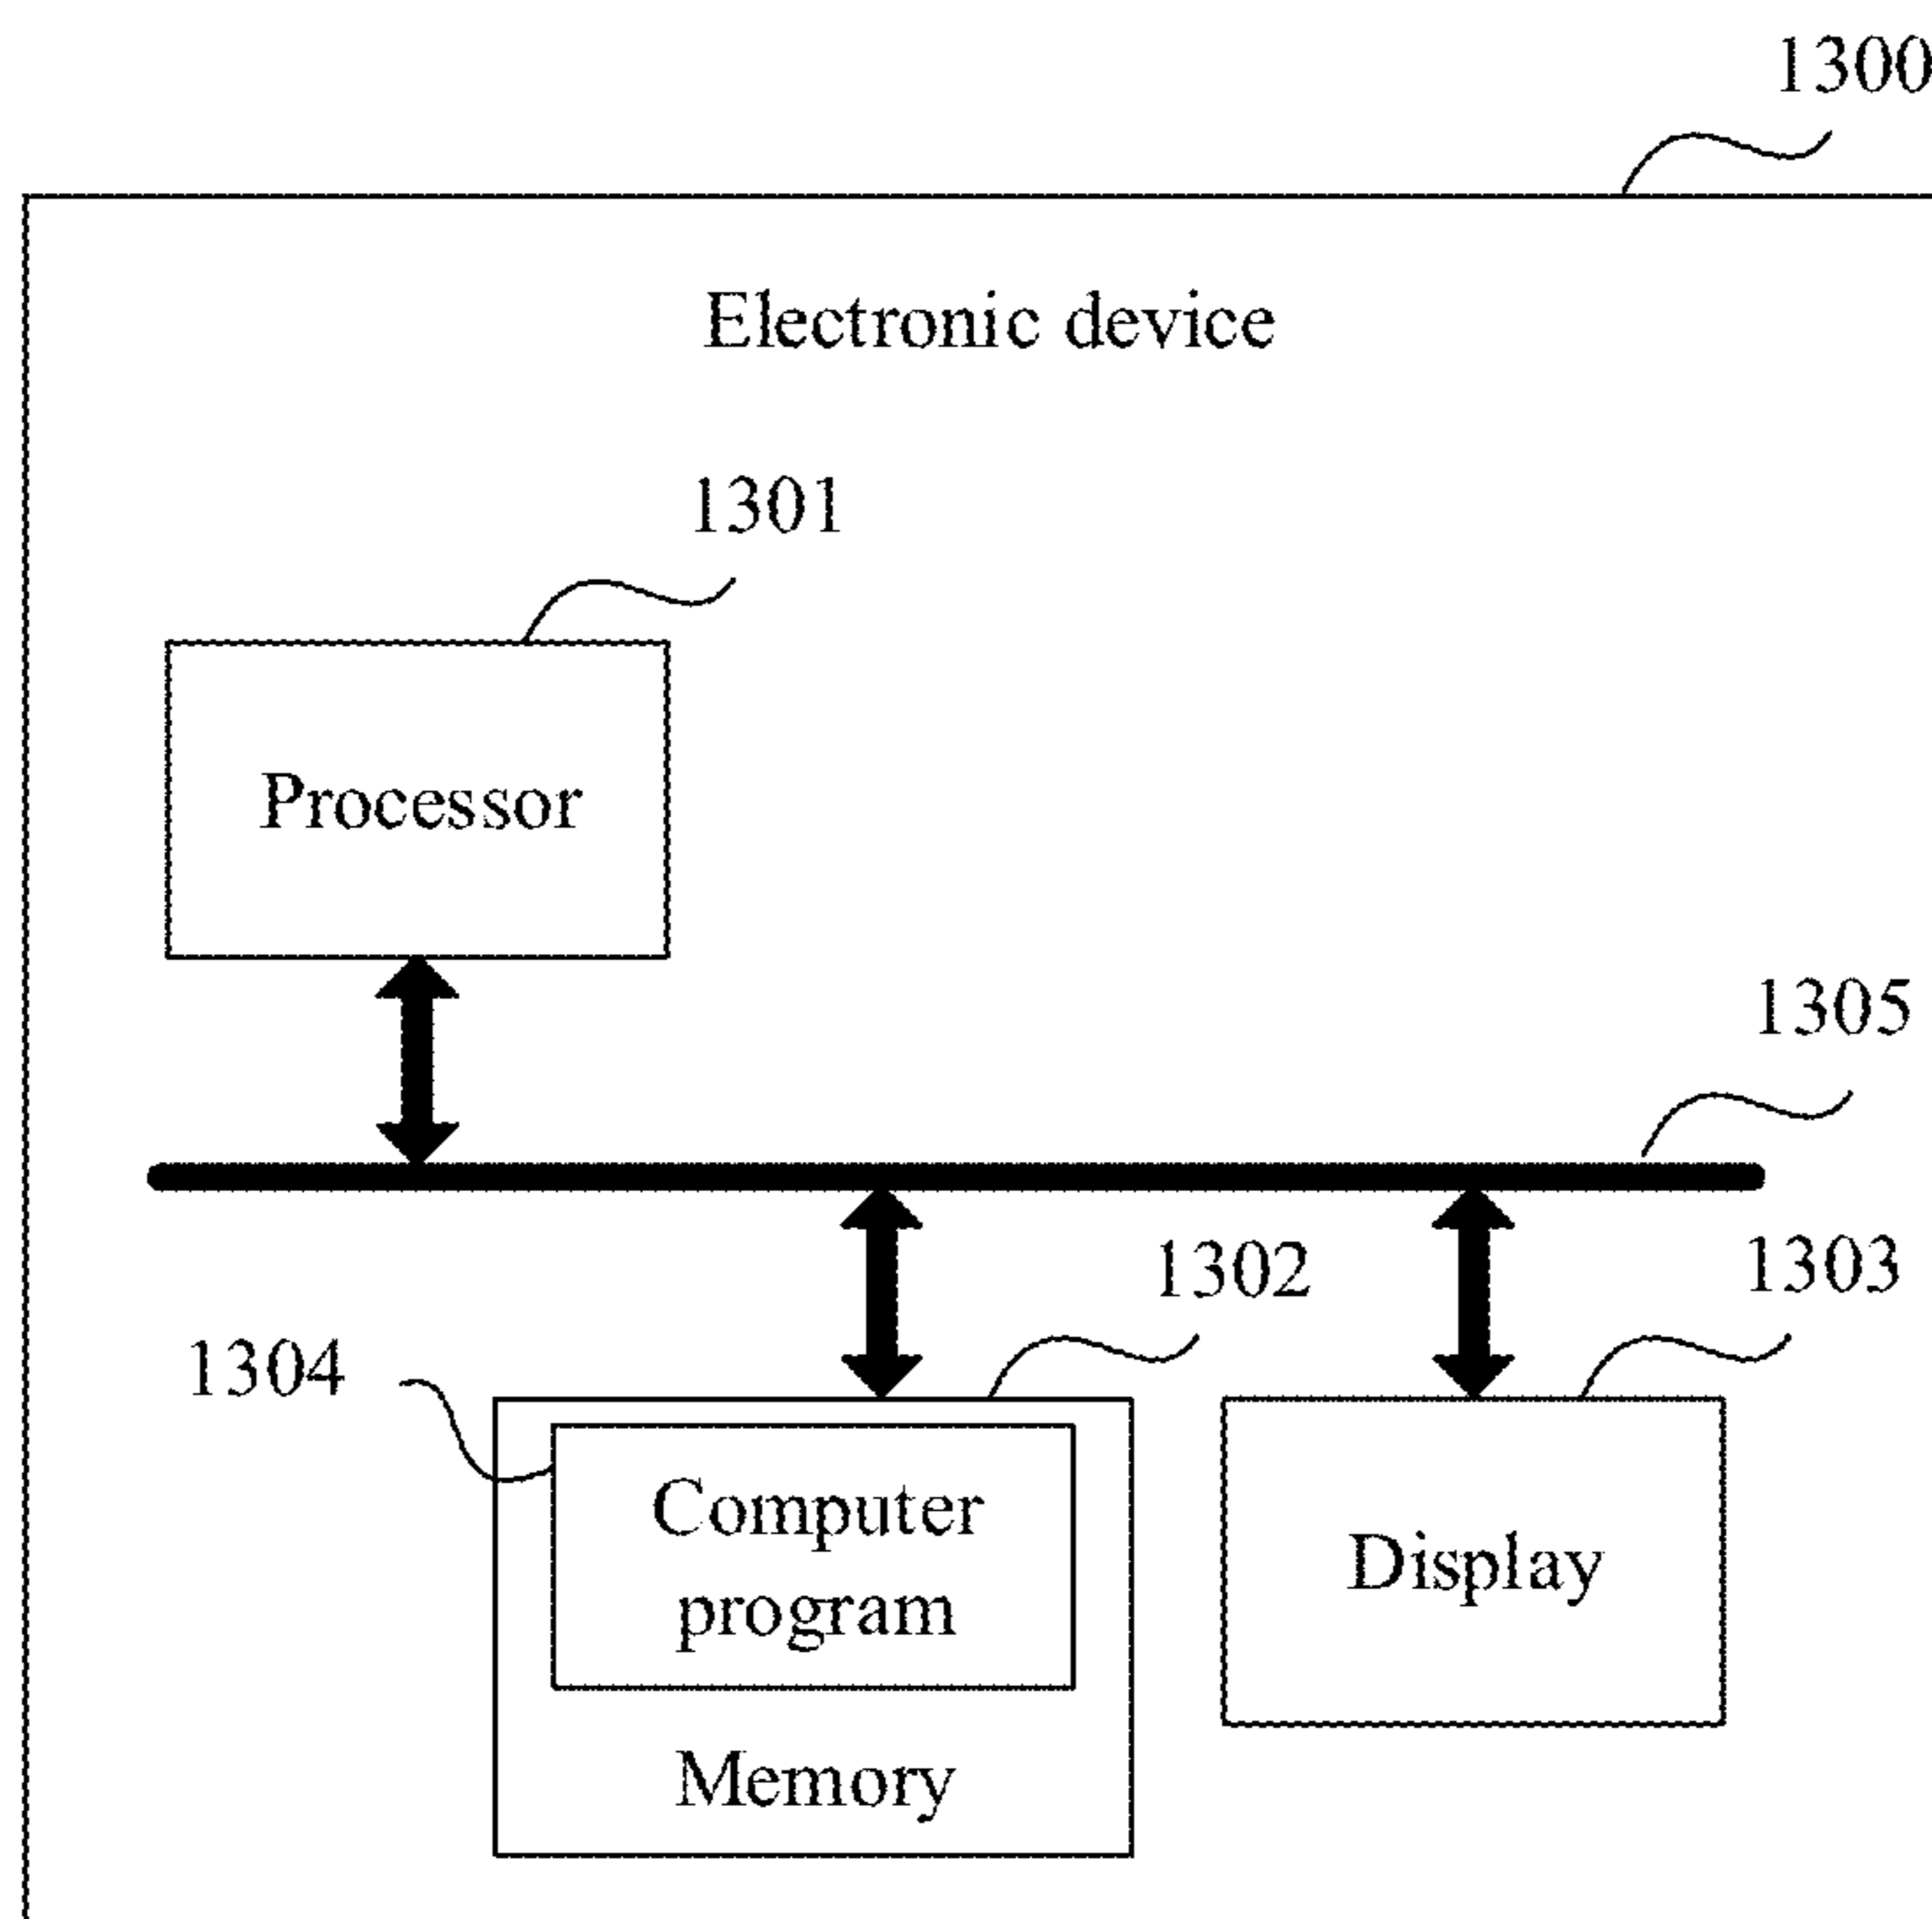 1300
Electronic device
1301
Processor
1305
1302
1303
1304
Computer
program
Display
Memory